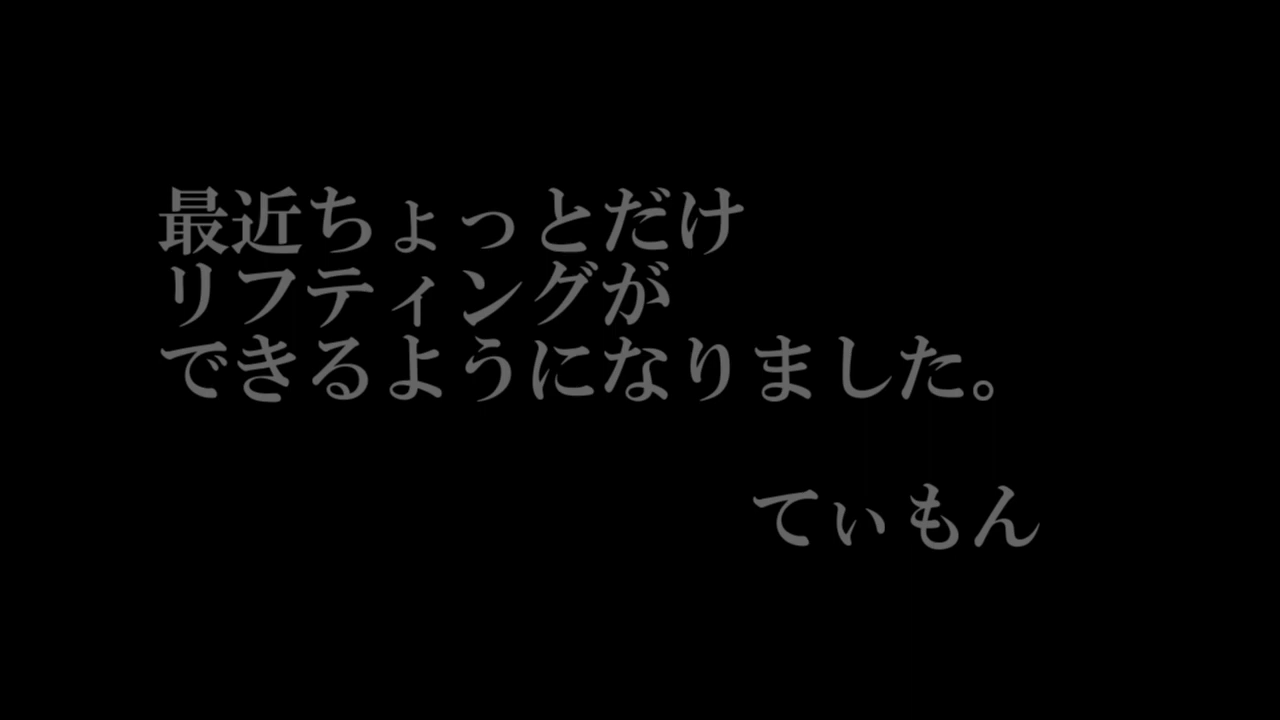 最近ちょっとだけ
リフティングが
できるようになりました。
てぃもん